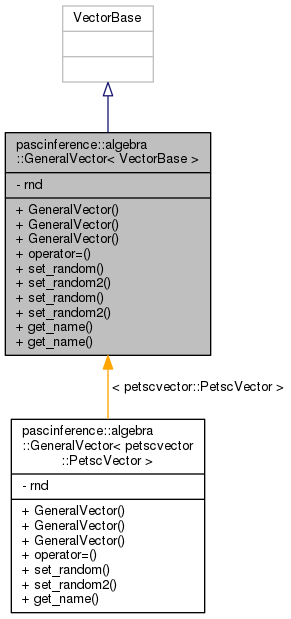 VectorBase
pascinference::algebra
::GeneralVector< VectorBase >
- rnd
+ GeneralVector()
+ GeneralVector()
+ GeneralVector()
+ operator=()
+ set_random()
+ set_random2()
+ set_random()
+ set_random2()
+ get_name()
+ get_name()
< petscvector::PetscVector >
pascinference::algebra
::GeneralVector< petscvector
::PetscVector >
- rnd
+ GeneralVector()
+ GeneralVector()
+ GeneralVector()
+ operator=()
+ set_random()
+ set_random2()
+ get_name()